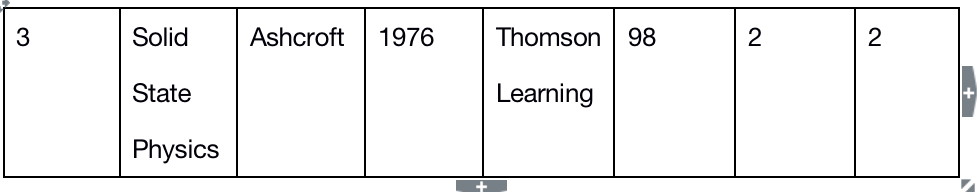 3 Solid Ashcroft 1976 Thomson 98 2 2
State Learning
Physics